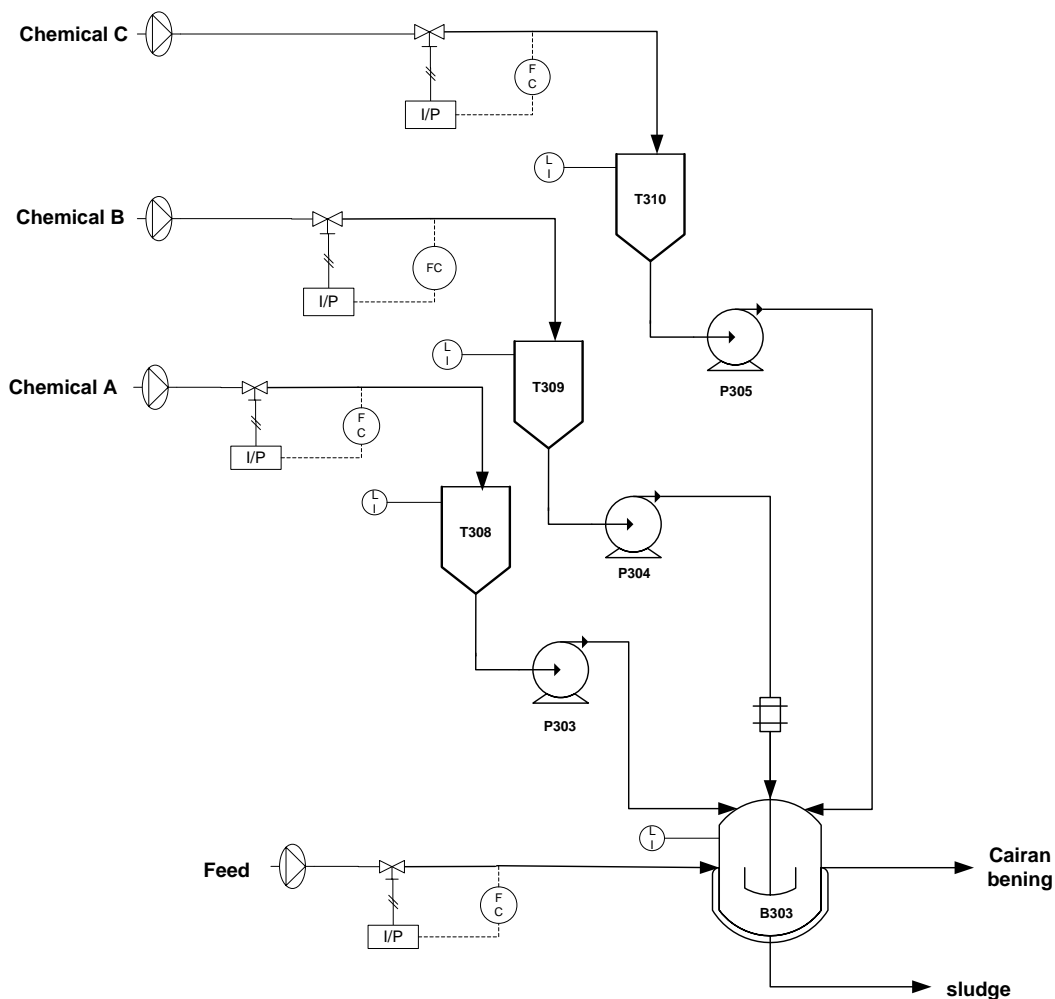 Chemical C
F
C
I/P
L
I
T310
Chemical B
FC
I/P
L
I
T309
P305
Chemical A
F
C
I/P
L
I
T308
P304
P303
L
I
Feed
F
C
I/P
B303
Cairan
bening
sludge